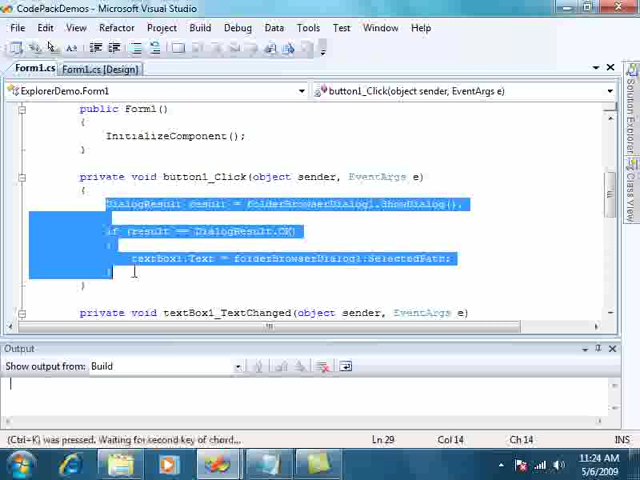 CodePackDemos - Microsoft Visual Studio
File Edit View Refactor Project Build Debug Data Tools Test Window Help
Form1.cs Form1.cs [Design]
ExplorerDemo.Form1 button1_Click(object sender, EventArgs e)
public Form1()
{
InitializeComponent();
}
private void button1_Click(object sender, EventArgs e)
{
DialogResult result = folderBrowserDialog1.ShowDialog();
if (result == DialogResult.OK)
{
textBox1.Text = folderBrowserDialog1.SelectedPath;
}
}
private void textBox1_TextChanged(object sender, EventArgs e)
Solution Explorer
Class View
Output
Show output from: Build
(Ctrl+K) was pressed. Waiting for second key of chord... Ln 29 Col 14 Ch 14
11:24 AM
5/6/2009